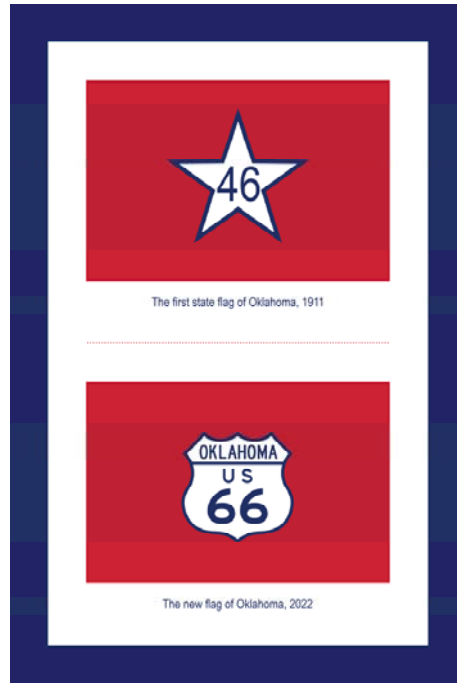 46
The first state flag of Oklahoma, 1911
OKLAHOMA
US
66
The new flag of Oklahoma, 2022